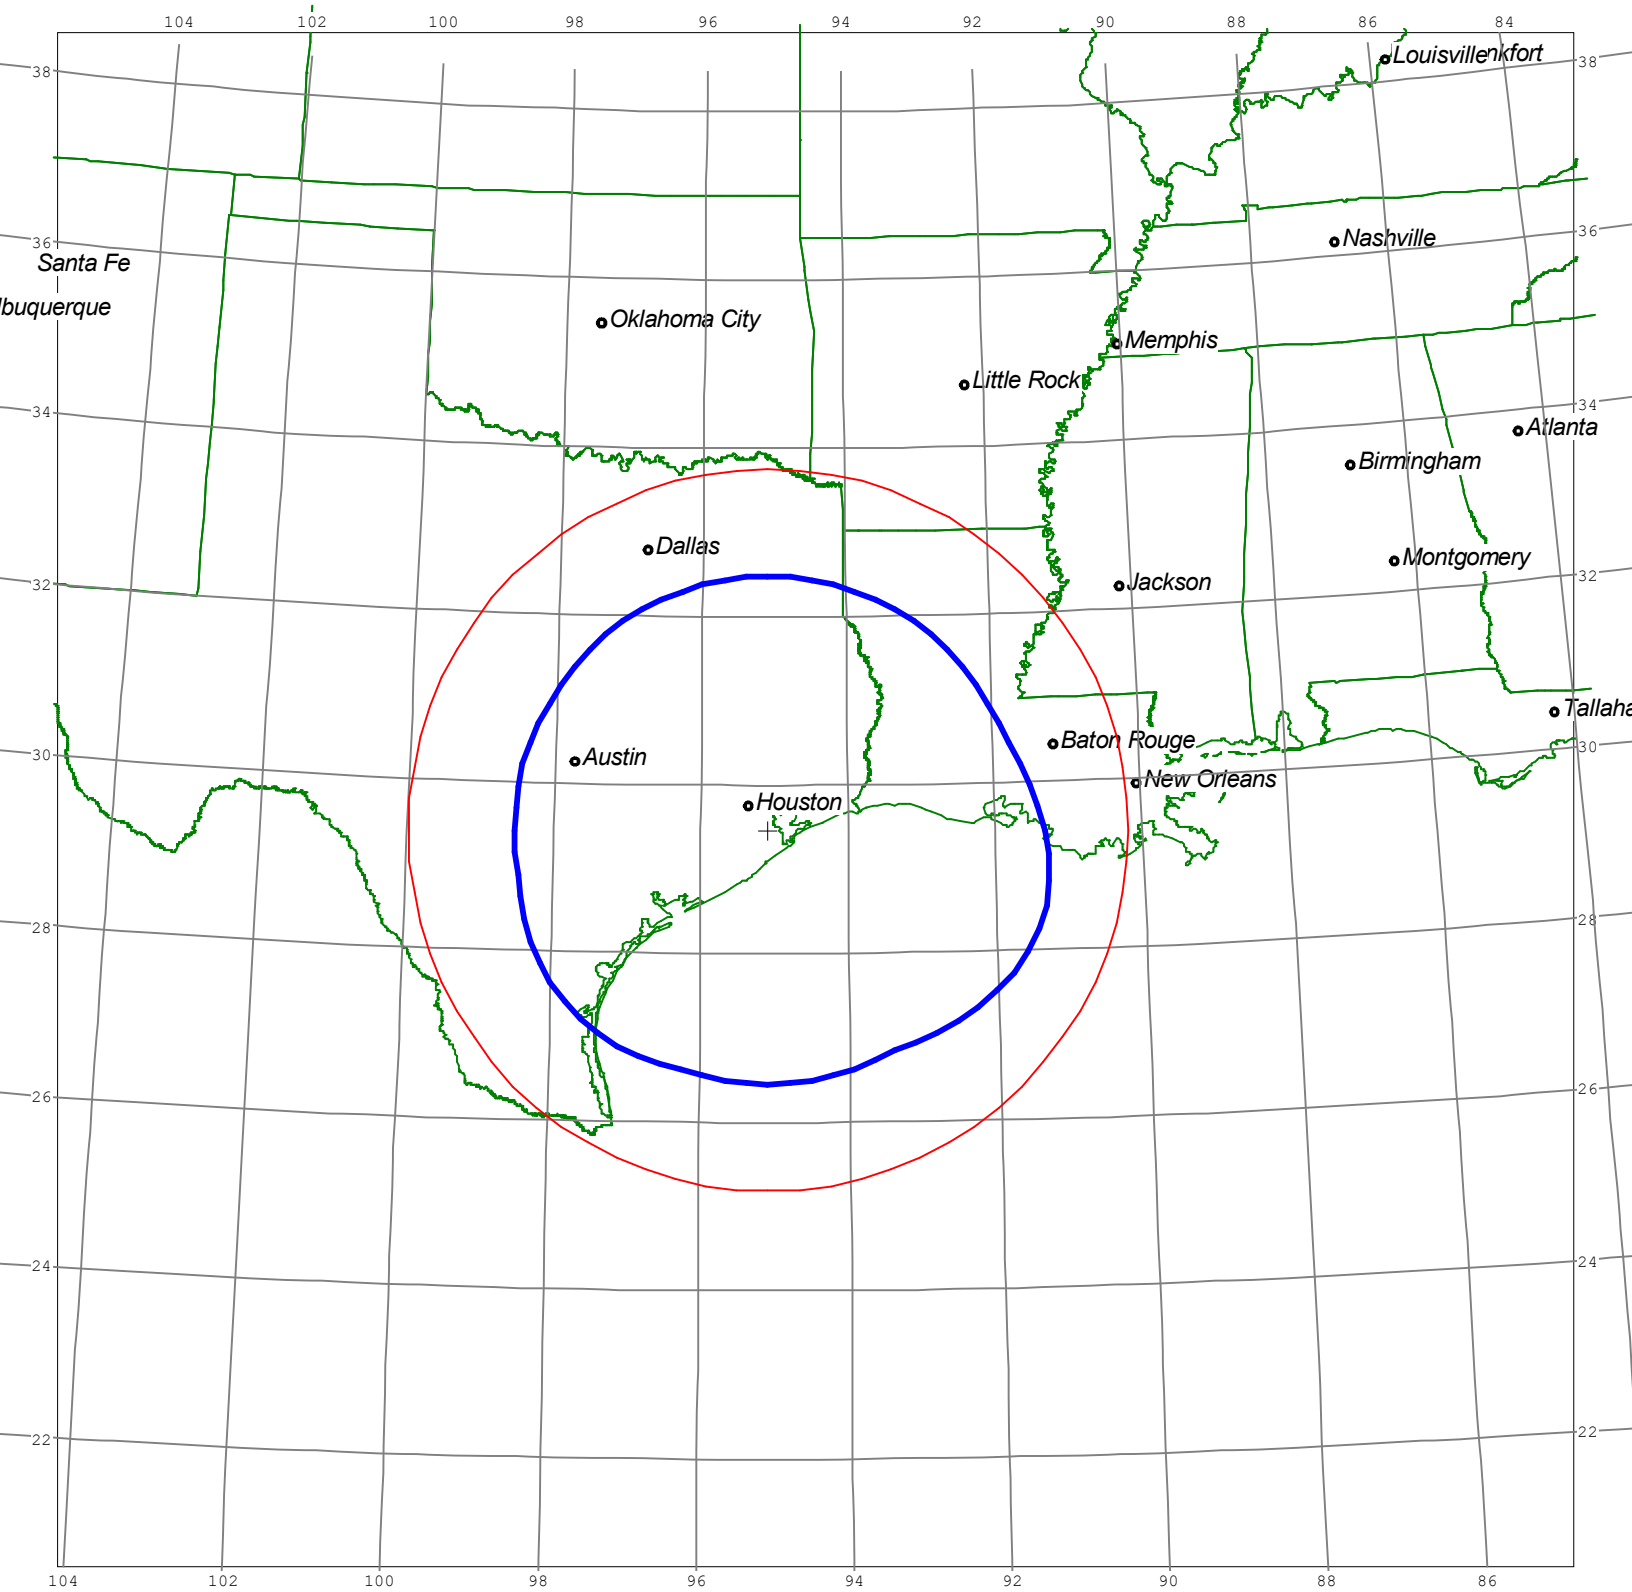 104 102 100 98 96 94 92 90 88 86 84
Louisville nkfort
38 38
36 36
Nashville
Santa Fe
lbuquerque
Oklahoma City
Memphis
Little Rock
34 34
Atlanta
Birmingham
Dallas
Montgomery
32 32
Jackson
Tallaha
Baton Rouge
30 30
Austin
New Orleans
Houston
28 28
26 26
24 24
22 22
104 102 100 98 96 94 92 90 88 86